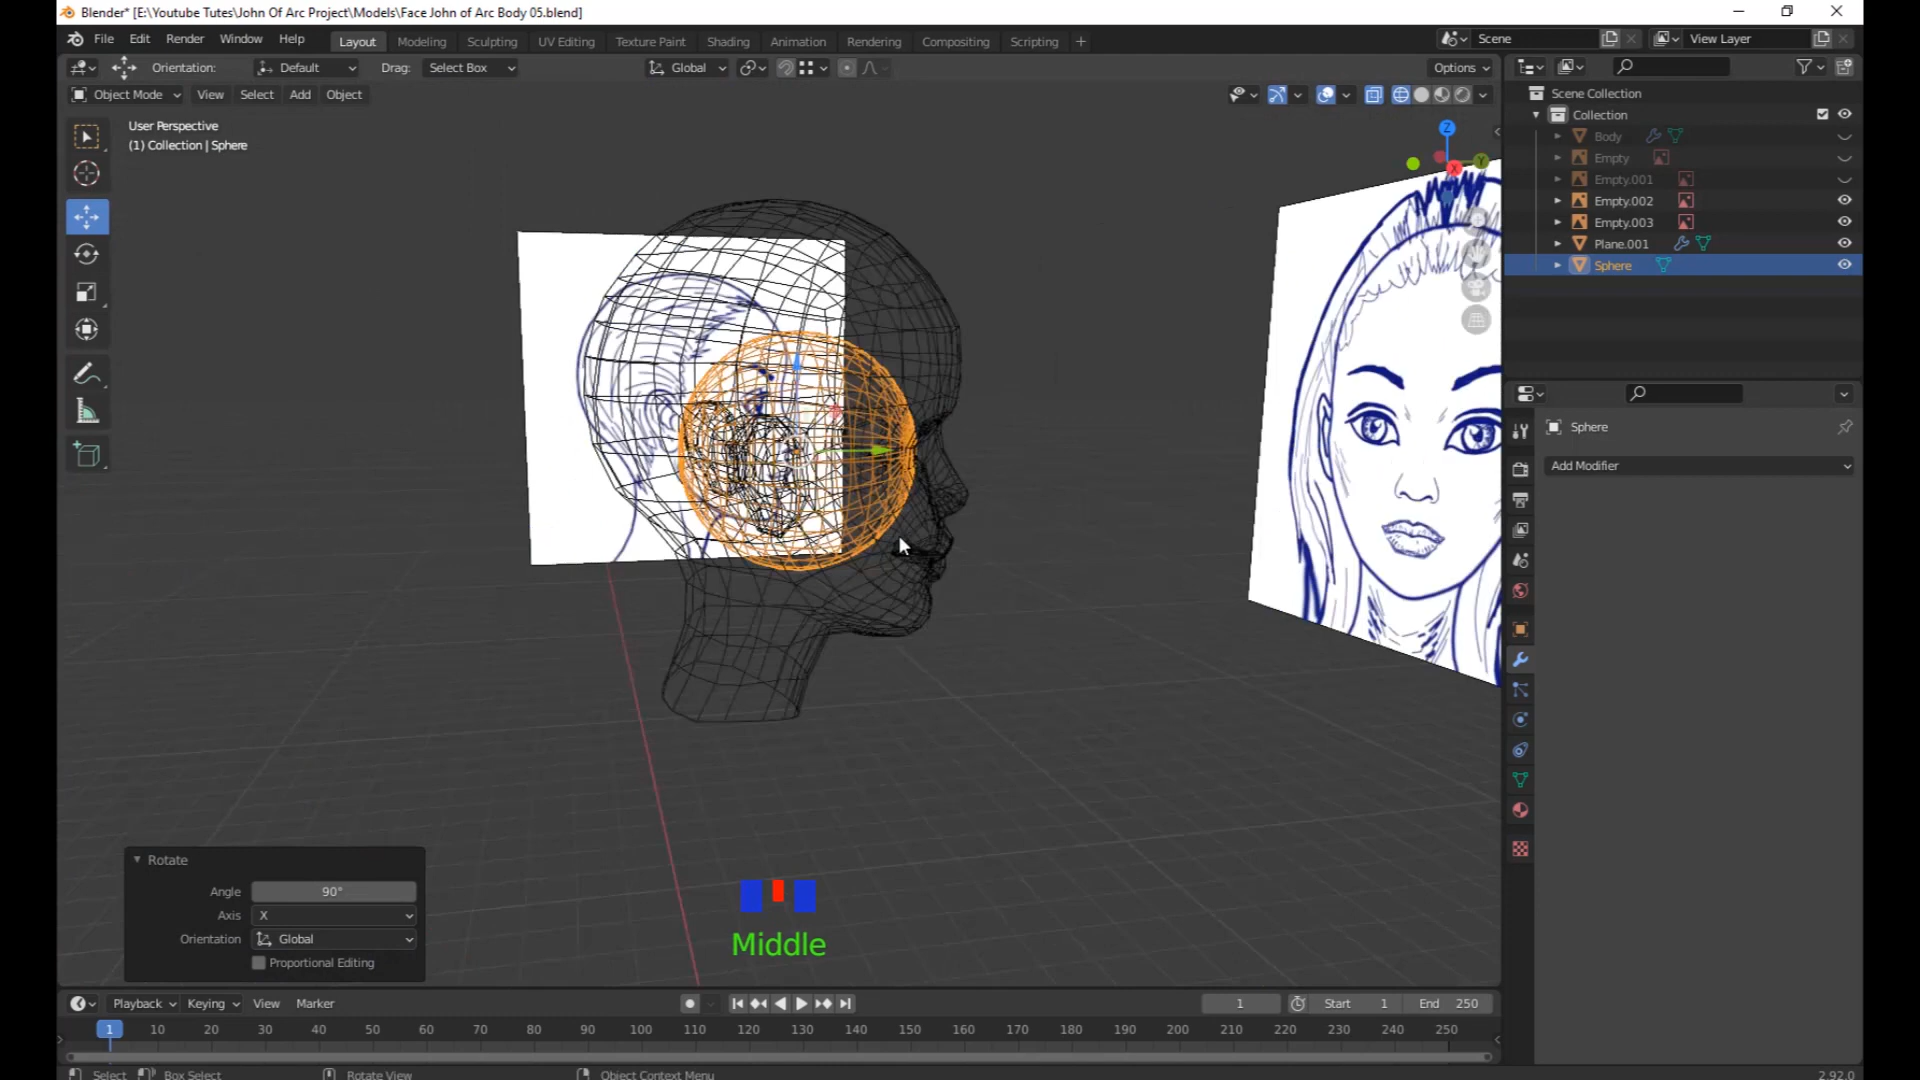 Blender* [E:\Youtube Tutes\John Of Arc Project\Models\Face John of Arc Body 05.blend]
File Edit Render Window Help Layout Modeling Sculpting UV Editing Texture Paint Shading Animation Rendering Compositing Scripting + Scene View Layer
Orientation: Default Drag: Select Box Global Options
Object Mode View Select Add Object
User Perspective
(1) Collection | Sphere
Z
Y
X
Scene Collection
Collection
Body
Empty
Empty.001
Empty.002
Empty.003
Plane.001
Sphere
Sphere
Add Modifier
Rotate
Angle 90°
Axis X
Orientation Global
Proportional Editing
Middle
Playback Keying View Marker 1 Start 1 End 250
1 10 20 30 40 50 60 70 80 90 100 110 120 130 140 150 160 170 180 190 200 210 220 230 240 250
Select Box Select Rotate View Object Context Menu 2.92.0